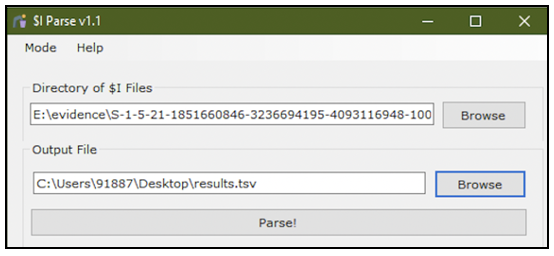 $I Parse v1.1
Mode Help
Directory of $I Files
E:\evidence\S-1-5-21-1851660846-3236694195-4093116948-100 Browse
Output File
C:\Users\91887\Desktop\results.tsv Browse
Parse!